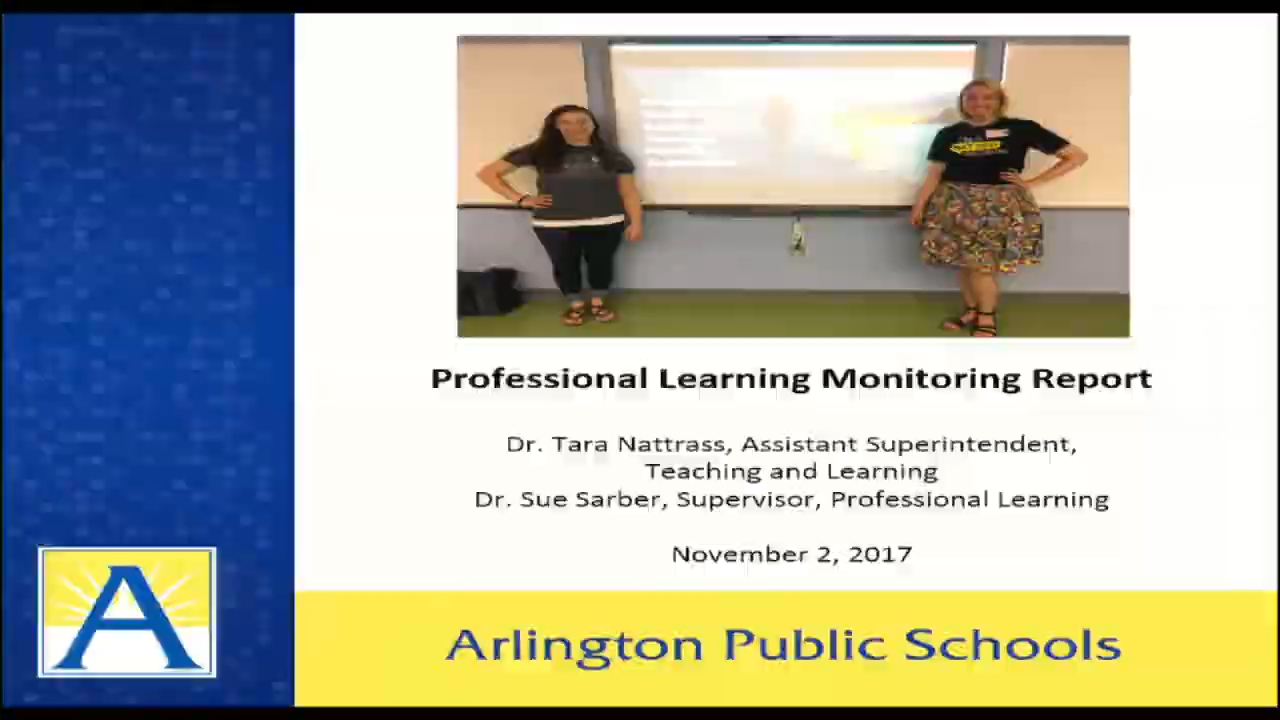 Professional Learning Monitoring Report
Dr. Tara Nattrass, Assistant Superintendent,
Teaching and Learning
Dr. Sue Sarber, Supervisor, Professional Learning
November 2, 2017
A
Arlington Public Schools